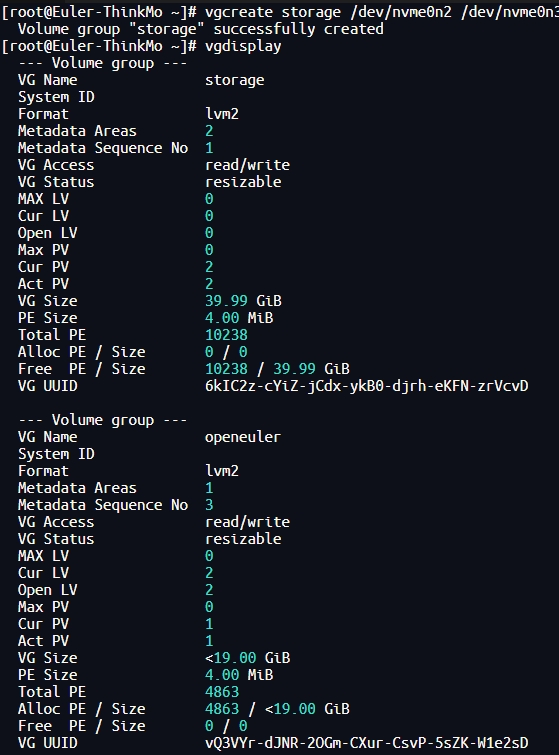 [root@Euler-ThinkMo ~]# vgcreate storage /dev/nvme0n2 /dev/nvme0n3
Volume group "storage" successfully created
[root@Euler-ThinkMo ~]# vgdisplay
--- Volume group ---
VG Name storage
System ID
Format lvm2
Metadata Areas 2
Metadata Sequence No 1
VG Access read/write
VG Status resizable
MAX LV 0
Cur LV 0
Open LV 0
Max PV 0
Cur PV 2
Act PV 2
VG Size 39.99 GiB
PE Size 4.00 MiB
Total PE 10238
Alloc PE / Size 0 / 0
Free PE / Size 10238 / 39.99 GiB
VG UUID 6kIC2z-cYiZ-jCdx-ykB0-djrh-eKFN-zrVcvD
--- Volume group ---
VG Name openeuler
System ID
Format lvm2
Metadata Areas 1
Metadata Sequence No 3
VG Access read/write
VG Status resizable
MAX LV 0
Cur LV 2
Open LV 2
Max PV 0
Cur PV 1
Act PV 1
VG Size <19.00 GiB
PE Size 4.00 MiB
Total PE 4863
Alloc PE / Size 4863 / <19.00 GiB
Free PE / Size 0 / 0
VG UUID vQ3VYr-dJNR-2OGm-CXur-CsvP-5sZK-W1e2sD